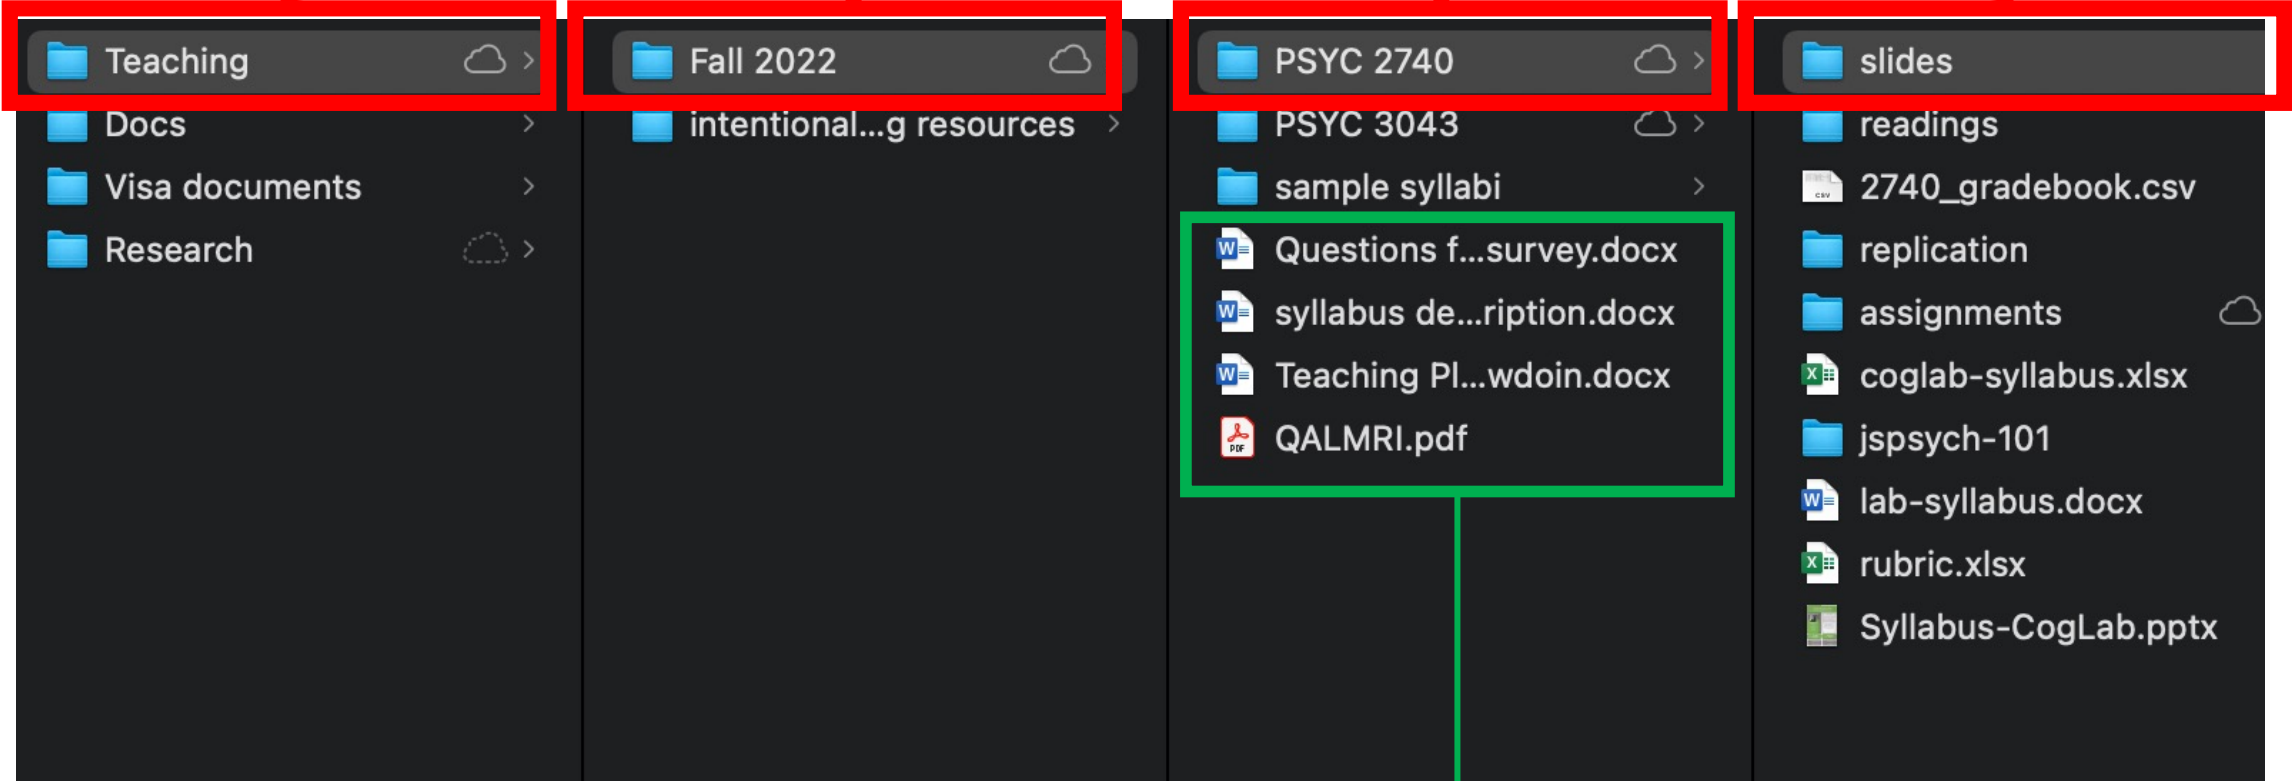 Teaching
Docs
Visa documents
Research
Fall 2022
intentional...g resources
PSYC 2740
PSYC 3043
sample syllabi
Questions f...survey.docx
syllabus de...ription.docx
Teaching Pl...wdoin.docx
QALMRI.pdf
slides
readings
2740_gradebook.csv
replication
assignments
coglab-syllabus.xlsx
jspsych-101
lab-syllabus.docx
rubric.xlsx
Syllabus-CogLab.pptx